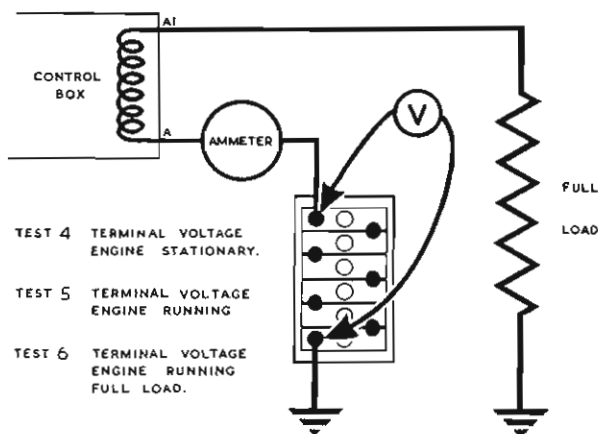 A1
CONTROL
BOX
A
AMMETER
V
FULL
LOAD
TEST 4 TERMINAL VOLTAGE
ENGINE STATIONARY.
TEST 5 TERMINAL VOLTAGE
ENGINE RUNNING
TEST 6 TERMINAL VOLTAGE
ENGINE RUNNING
FULL LOAD.